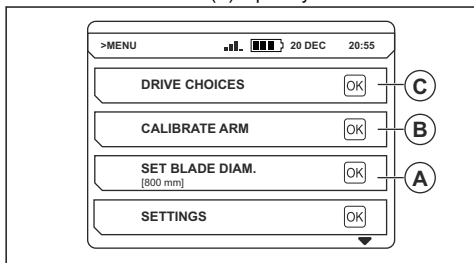 >MENU 20 DEC 20:55
DRIVE CHOICES OK C
CALIBRATE ARM OK B
SET BLADE DIAM. OK A
[800 mm]
SETTINGS OK